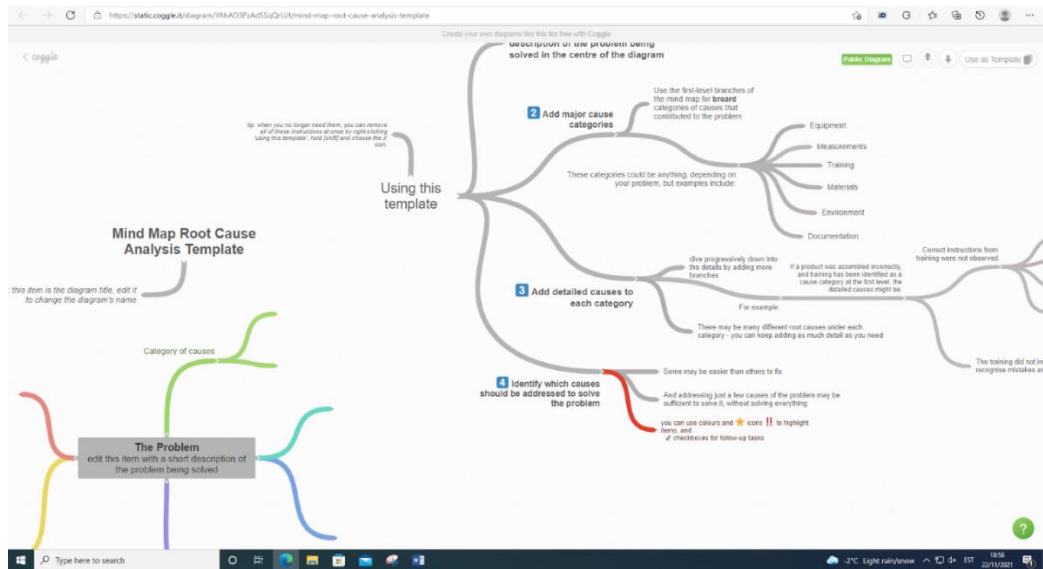 https://static.coggle.it/diagram/YAhAO3PzAdSSqQrU/t/mind-map-root-cause-analysis-template
Create your own diagrams like this for free with Coggle
coggle
Public Diagram
Use as Template
description of the problem being
solved in the centre of the diagram
2 Add major cause
categories
Use the first-level branches of
the mind map for broard
categories of causes that
contributed to the problem
tip: when you no longer need them, you can remove
all of these instructions at once by right-clicking
'using this template', hold [shift] and choose the
icon.
Equipment
Measurements
Training
Materials
Environment
Documentation
These categories could be anything, depending on
your problem, but examples include:
Using this
template
Mind Map Root Cause
Analysis Template
: this item is the diagram title, edit it
to change the diagram's name
3 Add detailed causes to
each category
dive progressively down into
the details by adding more
branches
For example
If a product was assembled incorrectly,
and training has been identified as a
cause category at the first level, the
detailed causes might be:
Correct instructions from
training were not observed
The training did not in
recognise mistakes as
There may be many different root causes under each
category - you can keep adding as much detail as you need
Category of causes
4 Identify which causes
should be addressed to solve
the problem
Some may be easier than others to fix
And addressing just a few causes of the problem may be
sufficient to solve it, without solving everything
you can use colours and ⭐ icons ‼ to highlight
items, and
checkboxes for follow-up tasks
The Problem
edit this item with a short description of
the problem being solved
?
Type here to search
-2°C Light rain/snow
EST
18:58
22/11/2021